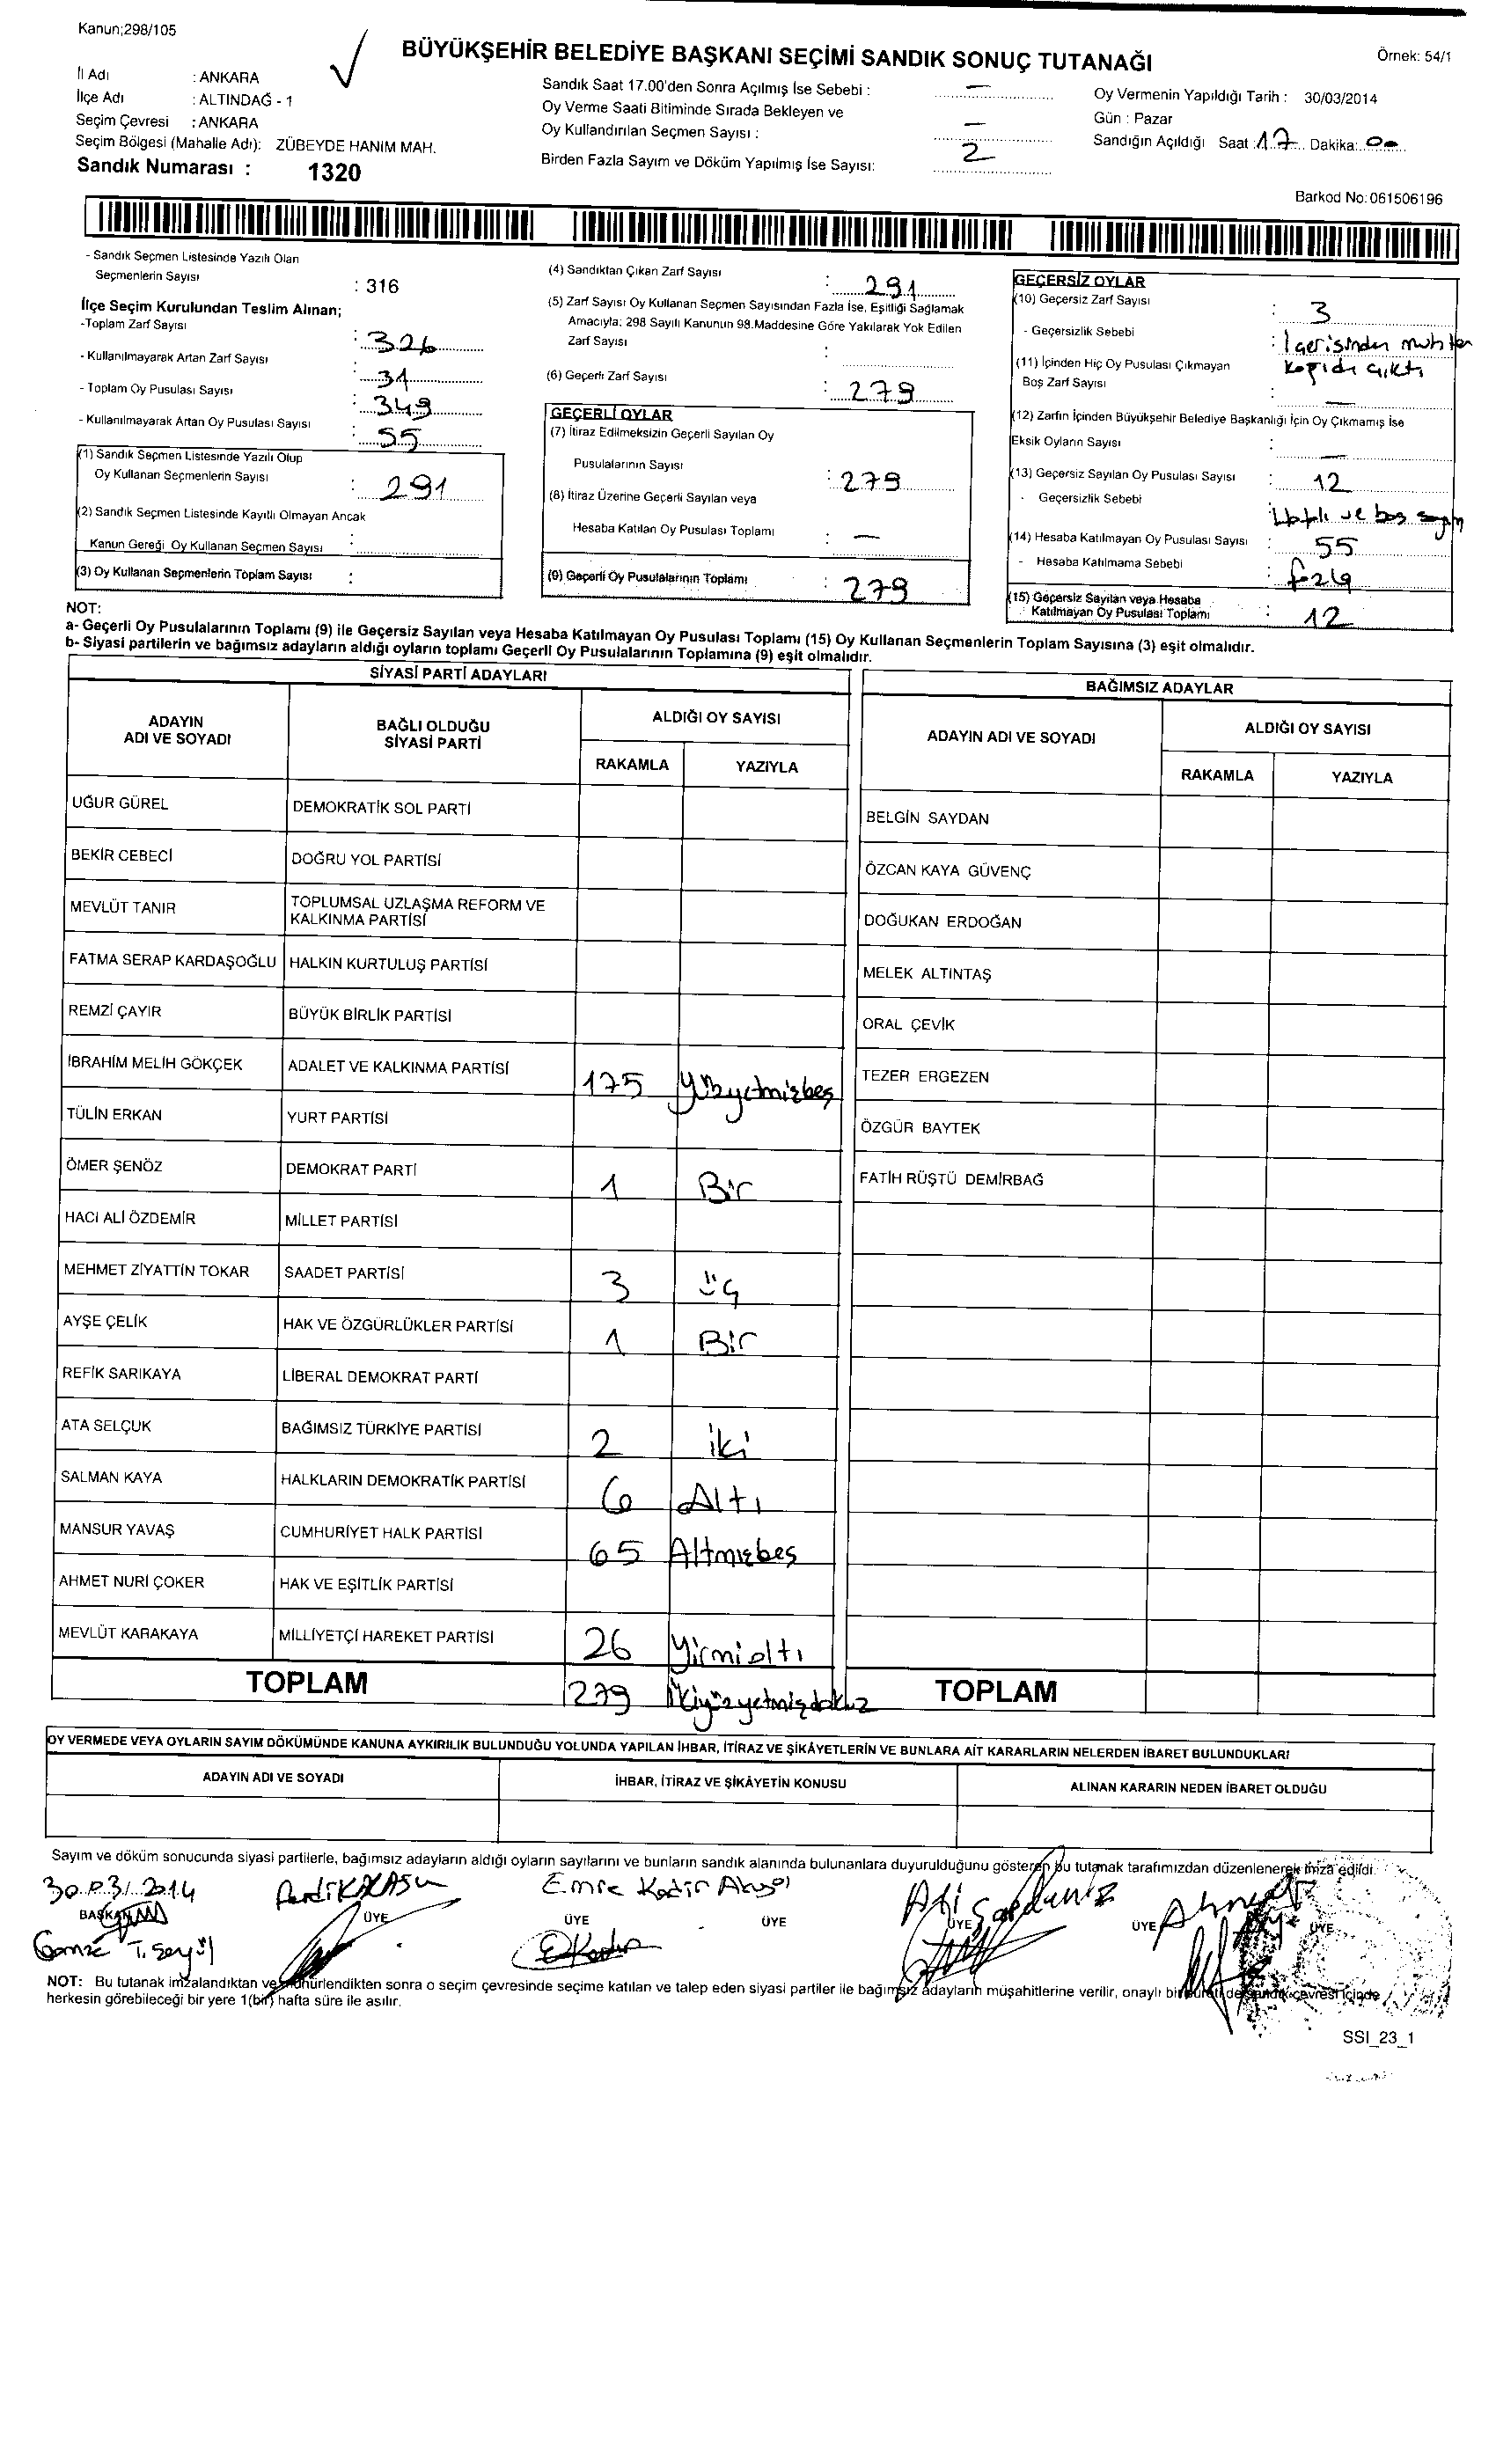 Kanun;298/105
BÜYÜKŞEHİR BELEDİYE BAŞKANI SEÇİMİ SANDIK SONUÇ TUTANAĞI
Örnek: 54/1
İl Adı : ANKARA
İlçe Adı : ALTINDAĞ - 1
Seçim Çevresi : ANKARA
Seçim Bölgesi (Mahalle Adı): ZÜBEYDE HANIM MAH.
Sandık Numarası : 1320
Sandık Saat 17.00'den Sonra Açılmış İse Sebebi : —
Oy Verme Saati Bitiminde Sırada Bekleyen ve
Oy Kullandırılan Seçmen Sayısı : —
Birden Fazla Sayım ve Döküm Yapılmış İse Sayısı: 2
Oy Vermenin Yapıldığı Tarih : 30/03/2014
Gün : Pazar
Sandığın Açıldığı Saat :17 Dakika: 00
Barkod No:061506196
- Sandık Seçmen Listesinde Yazılı Olan
Seçmenlerin Sayısı : 316
İlçe Seçim Kurulundan Teslim Alınan;
-Toplam Zarf Sayısı : 326
- Kullanılmayarak Artan Zarf Sayısı : 34
- Toplam Oy Pusulası Sayısı : 349
- Kullanılmayarak Artan Oy Pusulası Sayısı : 55
(1) Sandık Seçmen Listesinde Yazılı Olup
Oy Kullanan Seçmenlerin Sayısı : 291
(2) Sandık Seçmen Listesinde Kayıtlı Olmayan Ancak
Kanun Gereği Oy Kullanan Seçmen Sayısı :
(3) Oy Kullanan Seçmenlerin Toplam Sayısı :
(4) Sandıktan Çıkan Zarf Sayısı : 291
(5) Zarf Sayısı Oy Kullanan Seçmen Sayısından Fazla İse, Eşitliği Sağlamak
Amacıyla; 298 Sayılı Kanunun 98.Maddesine Göre Yakılarak Yok Edilen
Zarf Sayısı :
(6) Geçerli Zarf Sayısı : 279
GEÇERLİ OYLAR
(7) İtiraz Edilmeksizin Geçerli Sayılan Oy
Pusulalarının Sayısı : 279
(8) İtiraz Üzerine Geçerli Sayılan veya
Hesaba Katılan Oy Pusulası Toplamı : —
(9) Geçerli Oy Pusulalarının Toplamı : 279
GEÇERSİZ OYLAR
(10) Geçersiz Zarf Sayısı : 3
- Geçersizlik Sebebi : İçerisinden muhtar
kağıdı çıktı
(11) İçinden Hiç Oy Pusulası Çıkmayan
Boş Zarf Sayısı : —
(12) Zarfın İçinden Büyükşehir Belediye Başkanlığı İçin Oy Çıkmamış İse
Eksik Oyların Sayısı : —
(13) Geçersiz Sayılan Oy Pusulası Sayısı : 12
- Geçersizlik Sebebi : ve boş
(14) Hesaba Katılmayan Oy Pusulası Sayısı : 55
- Hesaba Katılmama Sebebi : fazla
(15) Geçersiz Sayılan veya Hesaba
Katılmayan Oy Pusulası Toplamı : 12
NOT:
a- Geçerli Oy Pusulalarının Toplamı (9) ile Geçersiz Sayılan veya Hesaba Katılmayan Oy Pusulası Toplamı (15) Oy Kullanan Seçmenlerin Toplam Sayısına (3) eşit olmalıdır.
b- Siyasi partilerin ve bağımsız adayların aldığı oyların toplamı Geçerli Oy Pusulalarının Toplamına (9) eşit olmalıdır.
SİYASİ PARTİ ADAYLARI
ADAYIN ADI VE SOYADI BAĞLI OLDUĞU SİYASİ PARTİ ALDIĞI OY SAYISI
RAKAMLA YAZIYLA
UĞUR GÜREL DEMOKRATİK SOL PARTİ
BEKİR CEBECİ DOĞRU YOL PARTİSİ
MEVLÜT TANIR TOPLUMSAL UZLAŞMA REFORM VE KALKINMA PARTİSİ
FATMA SERAP KARDAŞOĞLU HALKIN KURTULUŞ PARTİSİ
REMZİ ÇAYIR BÜYÜK BİRLİK PARTİSİ
İBRAHİM MELİH GÖKÇEK ADALET VE KALKINMA PARTİSİ 175 Yüzyetmişbeş
TÜLİN ERKAN YURT PARTİSİ
ÖMER ŞENÖZ DEMOKRAT PARTİ 1 Bir
HACI ALİ ÖZDEMİR MİLLET PARTİSİ
MEHMET ZİYATTİN TOKAR SAADET PARTİSİ 3 üç
AYŞE ÇELİK HAK VE ÖZGÜRLÜKLER PARTİSİ 1 Bir
REFİK SARIKAYA LİBERAL DEMOKRAT PARTİ
ATA SELÇUK BAĞIMSIZ TÜRKİYE PARTİSİ 2 iki
SALMAN KAYA HALKLARIN DEMOKRATİK PARTİSİ 6 Altı
MANSUR YAVAŞ CUMHURİYET HALK PARTİSİ 65 Altmışbeş
AHMET NURİ ÇOKER HAK VE EŞİTLİK PARTİSİ
MEVLÜT KARAKAYA MİLLİYETÇİ HAREKET PARTİSİ 26 Yirmialtı
TOPLAM 279 İkiyüzyetmişdokuz
BAĞIMSIZ ADAYLAR
ADAYIN ADI VE SOYADI ALDIĞI OY SAYISI
RAKAMLA YAZIYLA
BELGİN SAYDAN
ÖZCAN KAYA GÜVENÇ
DOĞUKAN ERDOĞAN
MELEK ALTINTAŞ
ORAL ÇEVİK
TEZER ERGEZEN
ÖZGÜR BAYTEK
FATİH RÜŞTÜ DEMİRBAĞ
TOPLAM
OY VERMEDE VEYA OYLARIN SAYIM DÖKÜMÜNDE KANUNA AYKIRILIK BULUNDUĞU YOLUNDA YAPILAN İHBAR, İTİRAZ VE ŞİKÂYETLERİN VE BUNLARA AİT KARARLARIN NELERDEN İBARET BULUNDUKLARI
ADAYIN ADI VE SOYADI İHBAR, İTİRAZ VE ŞİKÂYETİN KONUSU ALINAN KARARIN NEDEN İBARET OLDUĞU
Sayım ve döküm sonucunda siyasi partilerle, bağımsız adayların aldığı oyların sayılarını ve bunların sandık alanında bulunanlara duyurulduğunu gösteren bu tutanak tarafımızdan düzenlenerek imza edildi.
30.03/2014 Emre Kadir
BAŞKAN ÜYE ÜYE ÜYE ÜYE ÜYE ÜYE
NOT: Bu tutanak imzalandıktan ve mühürlendikten sonra o seçim çevresinde seçime katılan ve talep eden siyasi partiler ile bağımsız adayların müşahitlerine verilir, onaylı bir sureti de sandık çevresi içinde
herkesin görebileceği bir yere 1(bir) hafta süre ile asılır.
SSI_23_1